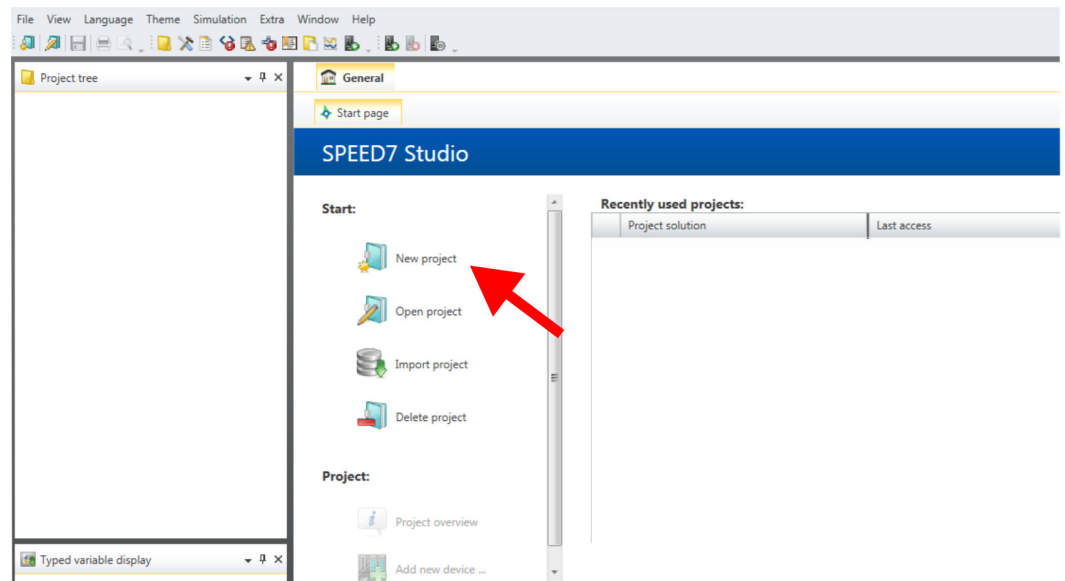 File View Language Theme Simulation Extra Window Help
Project tree
General
Start page
SPEED7 Studio
Start:
New project
Open project
Import project
Delete project
Project:
Project overview
Add new device ...
Recently used projects:
Project solution Last access
Typed variable display